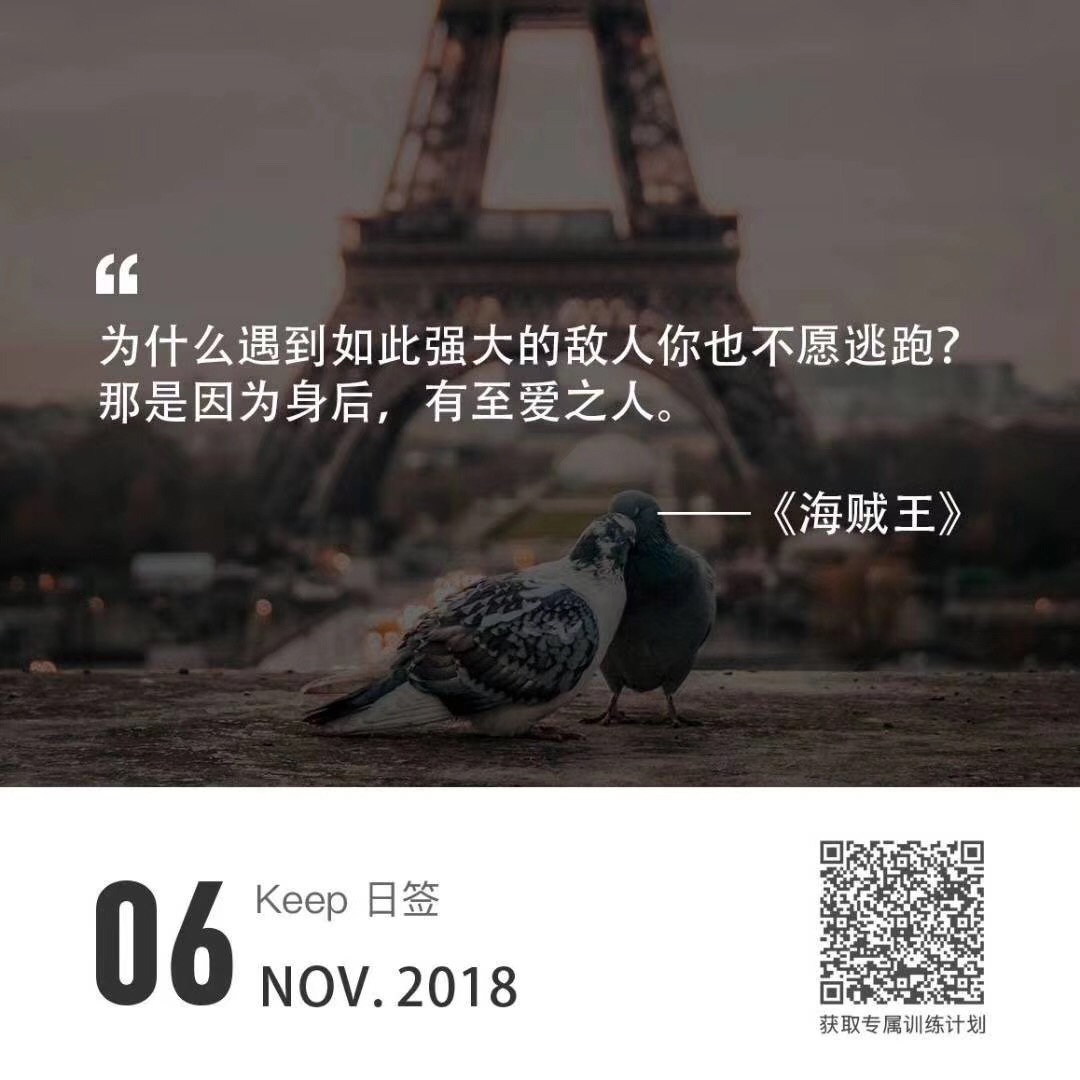 “
为什么遇到如此强大的敌人你也不愿逃跑？
那是因为身后，有至爱之人。
——《海贼王》
06
Keep 日签
NOV. 2018
获取专属训练计划